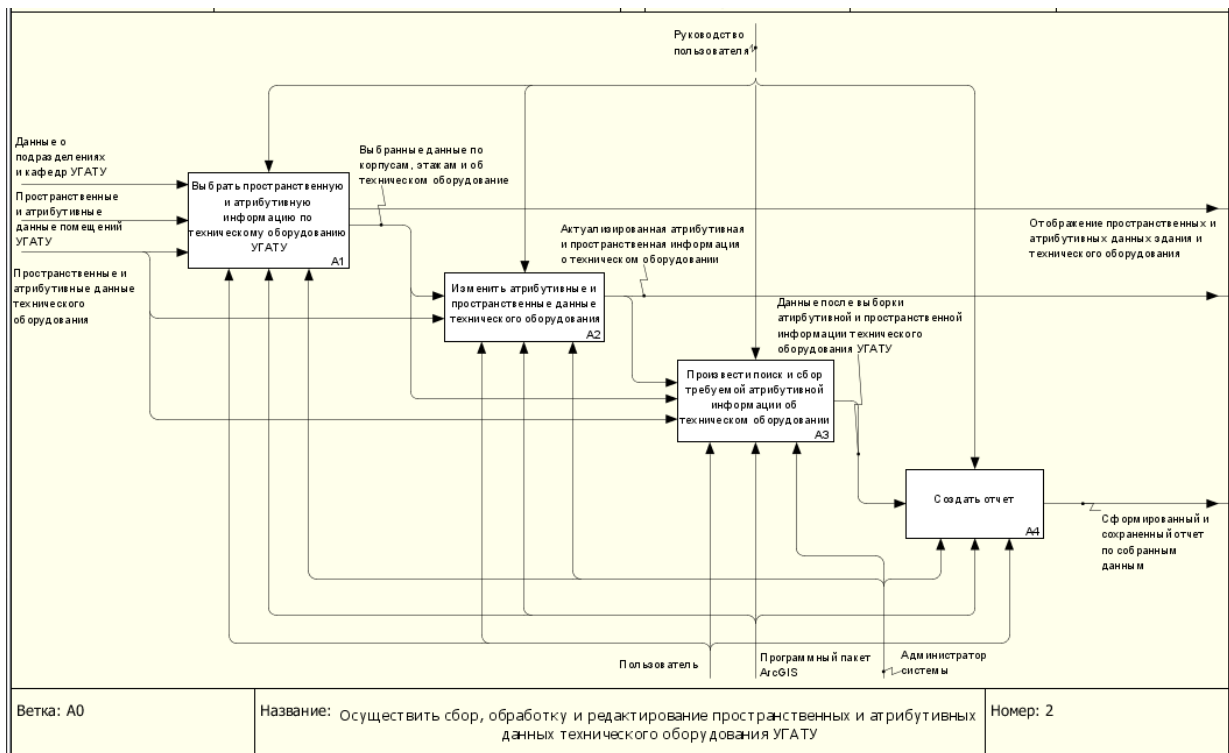 Руководство
пользователя
Данные о
подразделениях
и кафедр УГАТУ
Пространственные
и атрибутивные
данные помещений
УГАТУ
Пространственные и
атрибутивные данные
технического
оборудования
Выбрать пространственную
и атрибутивную
информацию по
техническому оборудованию
УГАТУ
A1
Выбранные данные по
корпусам, этажам и об
техническом оборудование
Актуализированная атрибутивная
и пространственная информация
о техническом оборудовании
Отображение пространственных и
атрибутивных данных здания и
технического оборудования
Изменить атрибутивные и
пространственные данные
технического оборудования
A2
Данные после выборки
атирбутивной и пространственной
информации технического
оборудования УГАТУ
Произвести поиск и сбор
требуемой атрибутивной
информации об
техническом оборудовании
A3
Создать отчет
A4
Сформированный и
сохраненный отчет
по собранным
данным
Пользователь
Программный пакет
ArcGIS
Администратор
системы
Ветка: A0
Название: Осуществить сбор, обработку и редактирование пространственных и атрибутивных
данных технического оборудования УГАТУ
Номер: 2